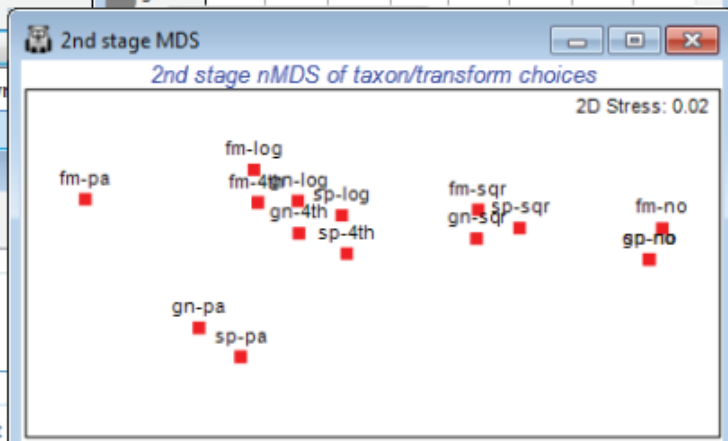 2nd stage MDS
2nd stage nMDS of taxon/transform choices
2D Stress: 0.02
fm-log
fm-pa
fm-4th
gn-log
sp-log
fm-sqr
sp-sqr
fm-no
gn-4th
gn-sqr
sp-4th
sp-no
gn-pa
sp-pa